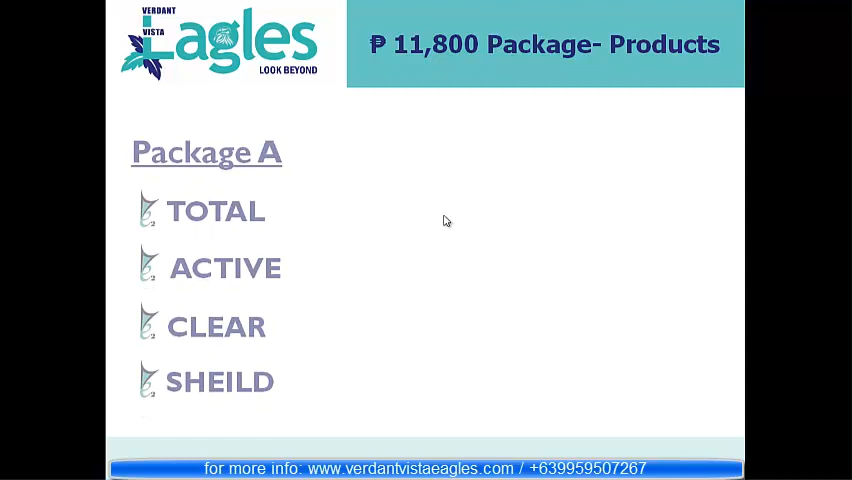 VERDANT
VISTA
Eagles
LOOK BEYOND
₱ 11,800 Package- Products
Package A
TOTAL
ACTIVE
CLEAR
SHEILD
for more info: www.verdantvistaeagles.com / +639959507267